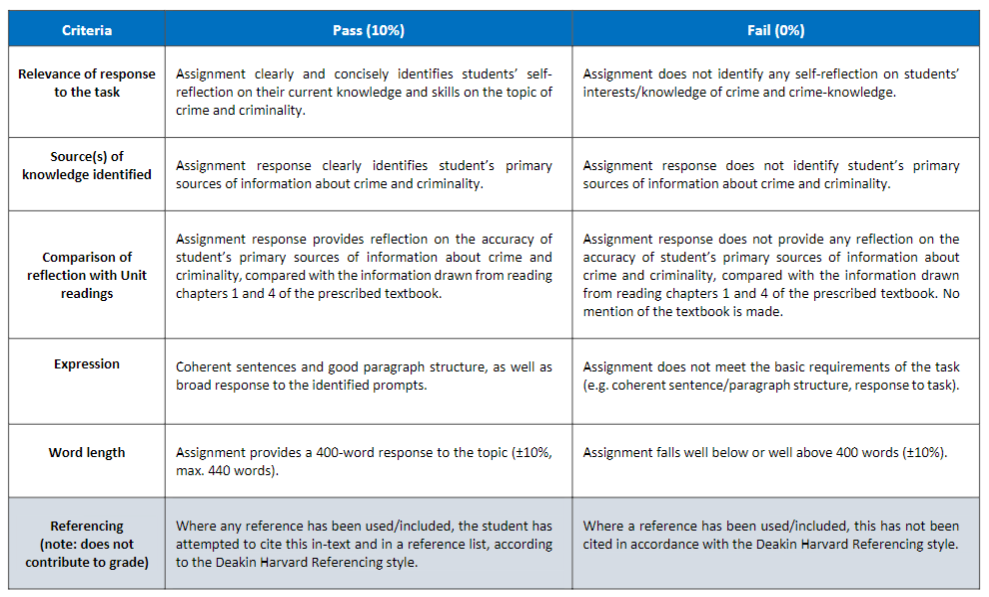 Criteria
Pass (10%)
Fail (0%)
Relevance of response
to the task
Assignment clearly and concisely identifies students’ self-
reflection on their current knowledge and skills on the topic of
crime and criminality.
Assignment does not identify any self-reflection on students’
interests/knowledge of crime and crime-knowledge.
Source(s) of
knowledge identified
Assignment response clearly identifies student’s primary
sources of information about crime and criminality.
Assignment response does not identify student’s primary
sources of information about crime and criminality.
Comparison of
reflection with Unit
readings
Assignment response provides reflection on the accuracy of
student’s primary sources of information about crime and
criminality, compared with the information drawn from reading
chapters 1 and 4 of the prescribed textbook.
Assignment response does not provide any reflection on the
accuracy of student’s primary sources of information about
crime and criminality, compared with the information drawn
from reading chapters 1 and 4 of the prescribed textbook. No
mention of the textbook is made.
Expression
Coherent sentences and good paragraph structure, as well as
broad response to the identified prompts.
Assignment does not meet the basic requirements of the task
(e.g. coherent sentence/paragraph structure, response to task).
Word length
Assignment provides a 400-word response to the topic (±10%,
max. 440 words).
Assignment falls well below or well above 400 words (±10%).
Referencing
(note: does not
contribute to grade)
Where any reference has been used/included, the student has
attempted to cite this in-text and in a reference list, according
to the Deakin Harvard Referencing style.
Where a reference has been used/included, this has not been
cited in accordance with the Deakin Harvard Referencing style.